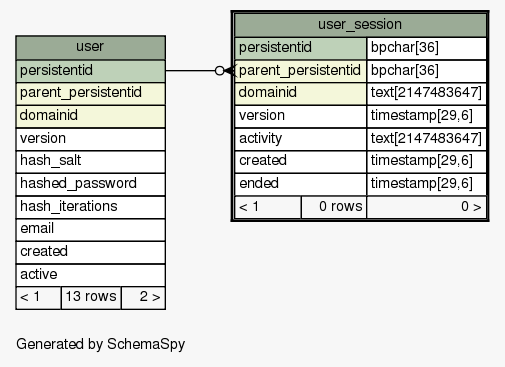 user
persistentid
parent_persistentid
domainid
version
hash_salt
hashed_password
hash_iterations
email
created
active
< 1 13 rows 2 >
user_session
persistentid bpchar[36]
parent_persistentid bpchar[36]
domainid text[2147483647]
version timestamp[29,6]
activity text[2147483647]
created timestamp[29,6]
ended timestamp[29,6]
< 1 0 rows 0 >
Generated by SchemaSpy